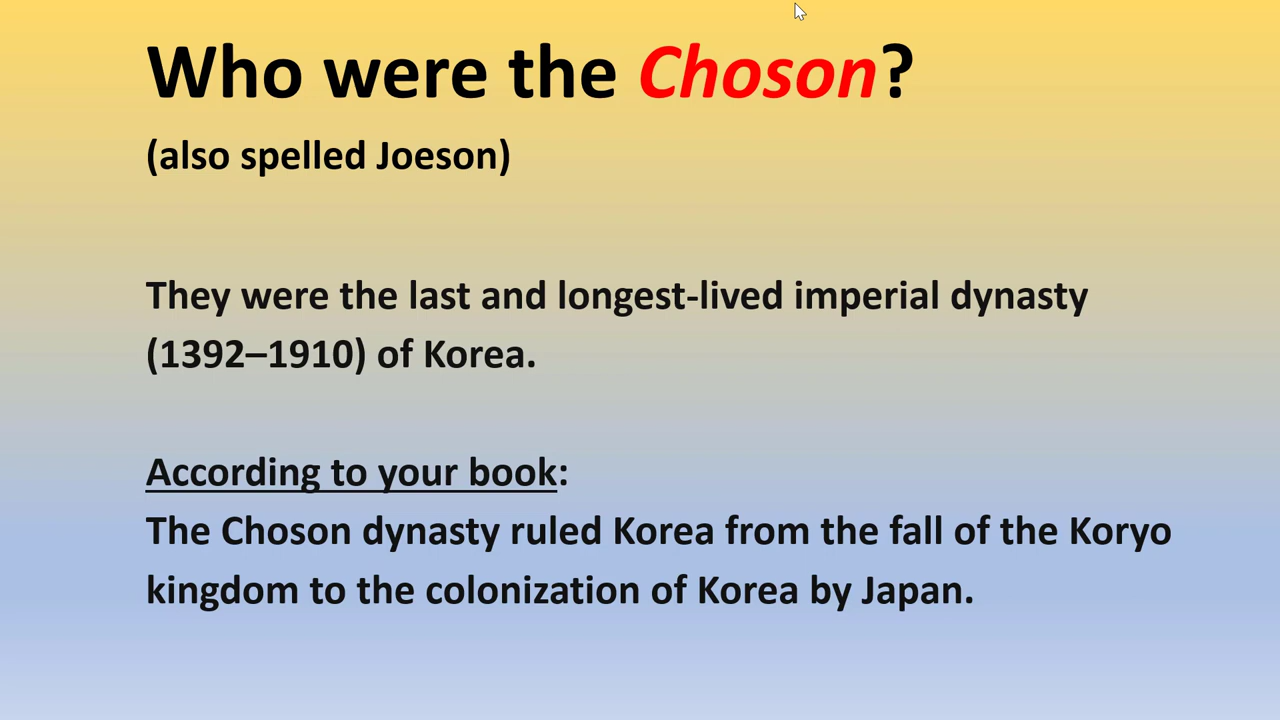 Who were the Choson?
(also spelled Joeson)
They were the last and longest-lived imperial dynasty
(1392–1910) of Korea.
According to your book:
The Choson dynasty ruled Korea from the fall of the Koryo
kingdom to the colonization of Korea by Japan.